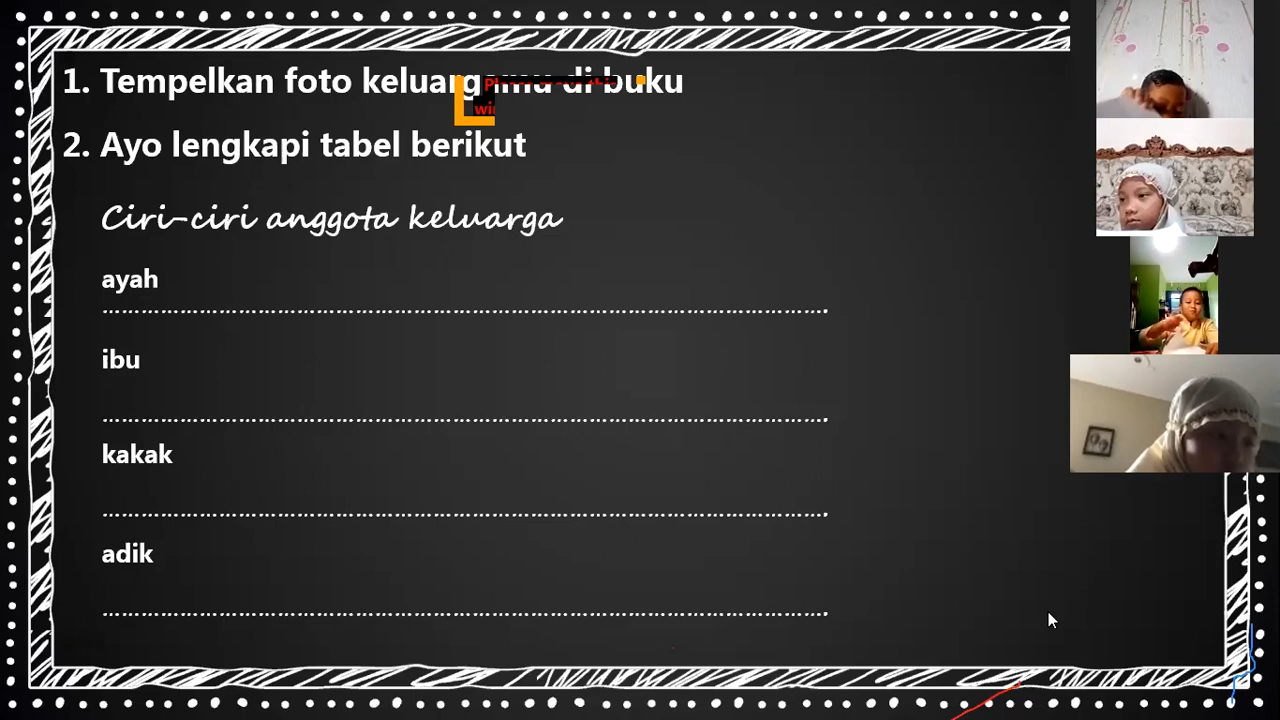 1. Tempelkan foto keluargamu di buku
2. Ayo lengkapi tabel berikut
Ciri-ciri anggota keluarga
ayah
……………………………………………………………………………………….
ibu
……………………………………………………………………………………….
kakak
……………………………………………………………………………………….
adik
……………………………………………………………………………………….